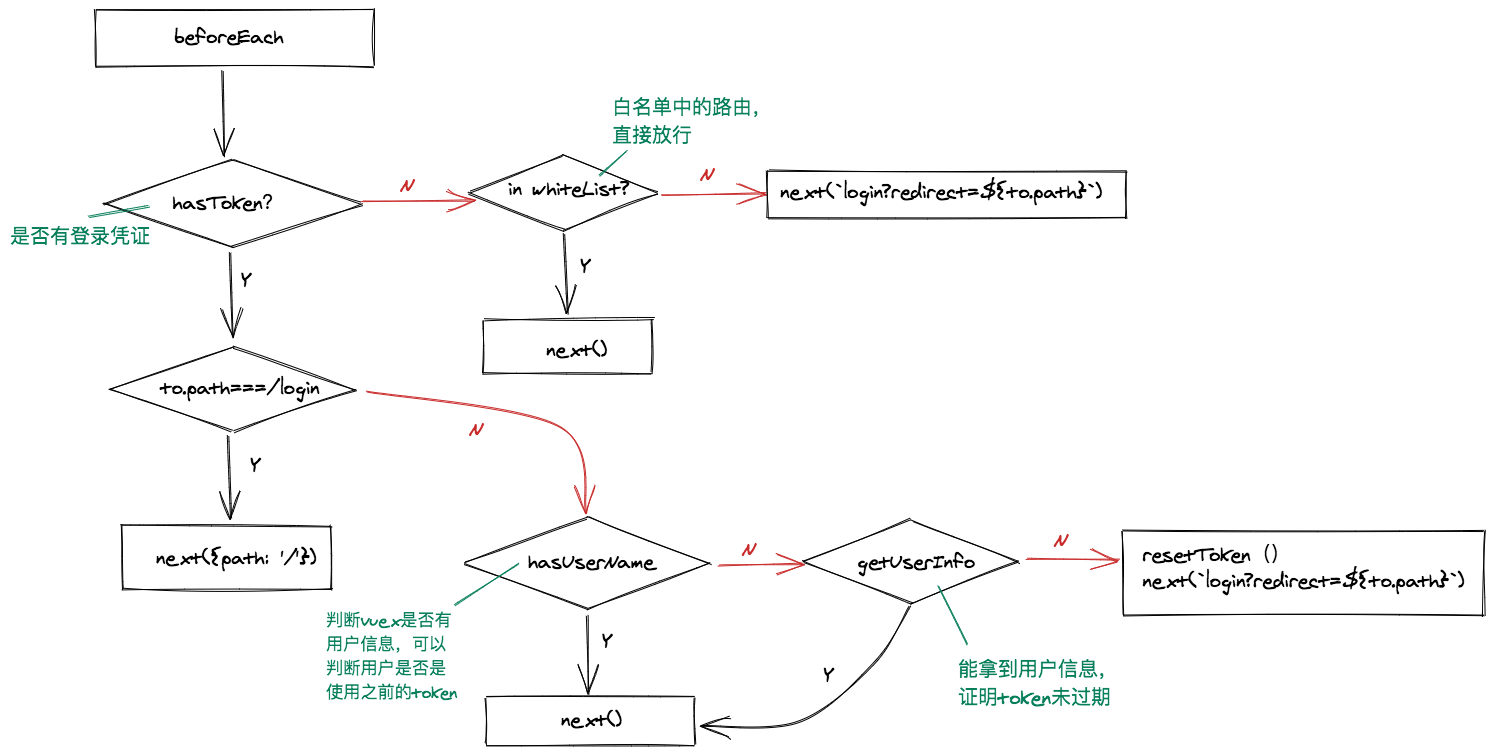 beforeEach
白名单中的路由，
直接放行
hasToken?
N
in whiteList?
N
next(`login?redirect=${to.path}`)
是否有登录凭证
Y
Y
next()
to.path===/login
N
Y
next({path: '/'})
hasUserName
N
getUserInfo
N
resetToken ()
next(`login?redirect=${to.path}`)
判断vuex是否有
用户信息，可以
判断用户是否是
使用之前的token
Y
Y
能拿到用户信息，
证明token未过期
next()